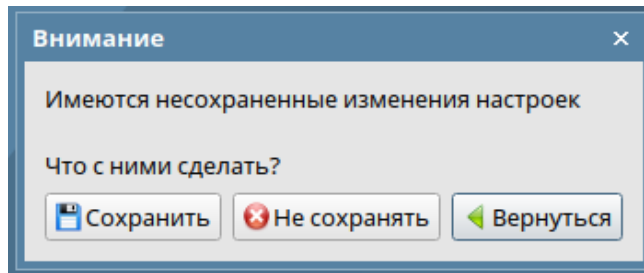 Внимание
Имеются несохраненные изменения настроек
Что с ними сделать?
Сохранить Не сохранять Вернуться